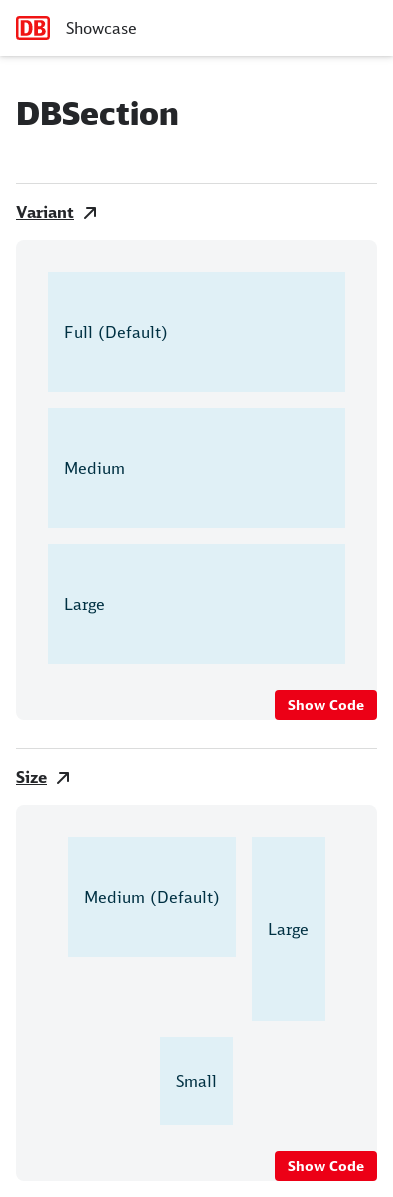 DB Showcase
DBSection
Variant
Full (Default)
Medium
Large
Show Code
Size
Medium (Default)
Large
Small
Show Code